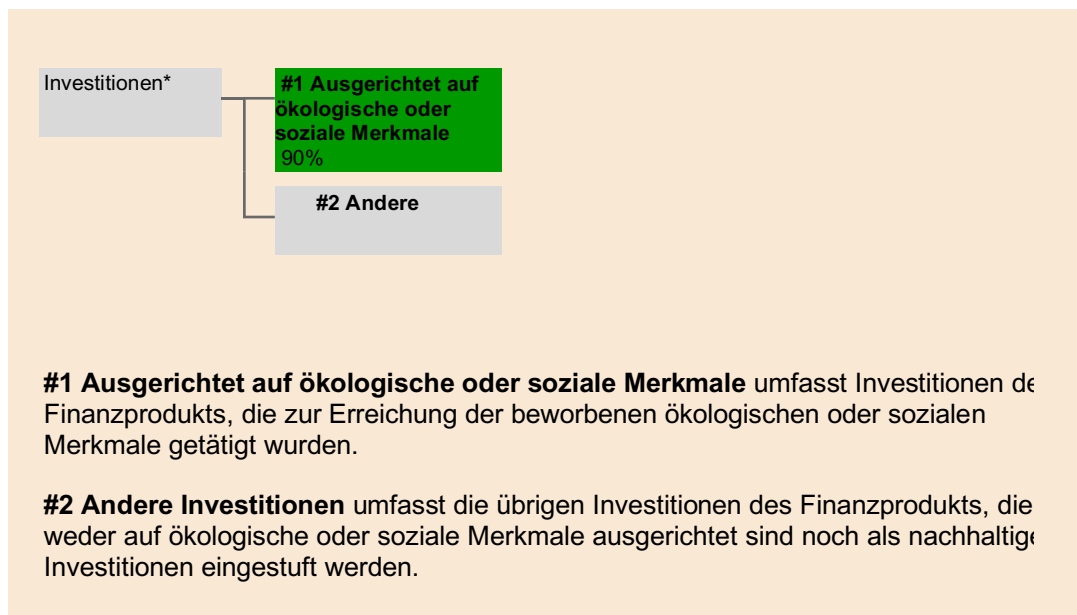 Investitionen*
#1 Ausgerichtet auf
ökologische oder
soziale Merkmale
90%
#2 Andere
#1 Ausgerichtet auf ökologische oder soziale Merkmale umfasst Investitionen de
Finanzprodukts, die zur Erreichung der beworbenen ökologischen oder sozialen
Merkmale getätigt wurden.
#2 Andere Investitionen umfasst die übrigen Investitionen des Finanzprodukts, die
weder auf ökologische oder soziale Merkmale ausgerichtet sind noch als nachhaltige
Investitionen eingestuft werden.